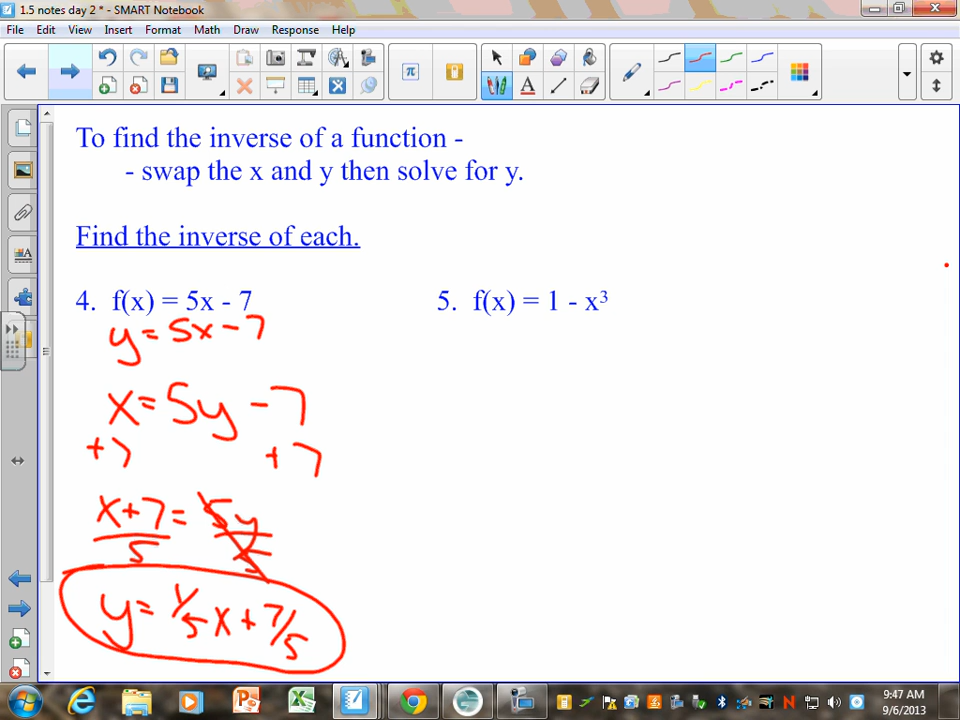 1.5 notes day 2 * - SMART Notebook
File Edit View Insert Format Math Draw Response Help
To find the inverse of a function -
- swap the x and y then solve for y.
Find the inverse of each.
4. f(x) = 5x - 7
5. f(x) = 1 - x³
y = 5x - 7
x = 5y - 7
+7 +7
x + 7 = 5y
5 5
y = 1/5 x + 7/5
9:47 AM
9/6/2013